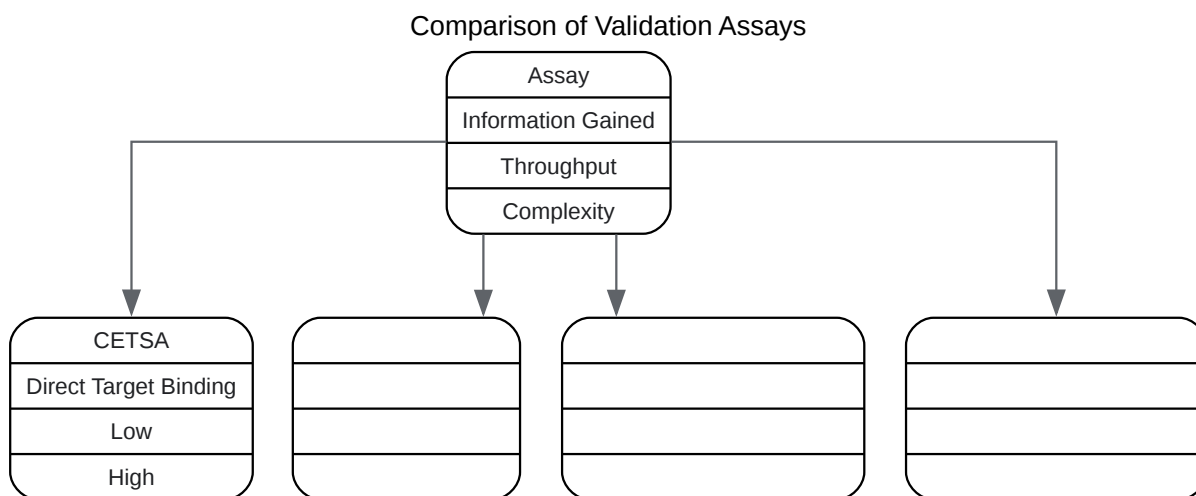 Comparison of Validation Assays
Assay
Information Gained
Throughput
Complexity
CETSA
Direct Target Binding
Low
High